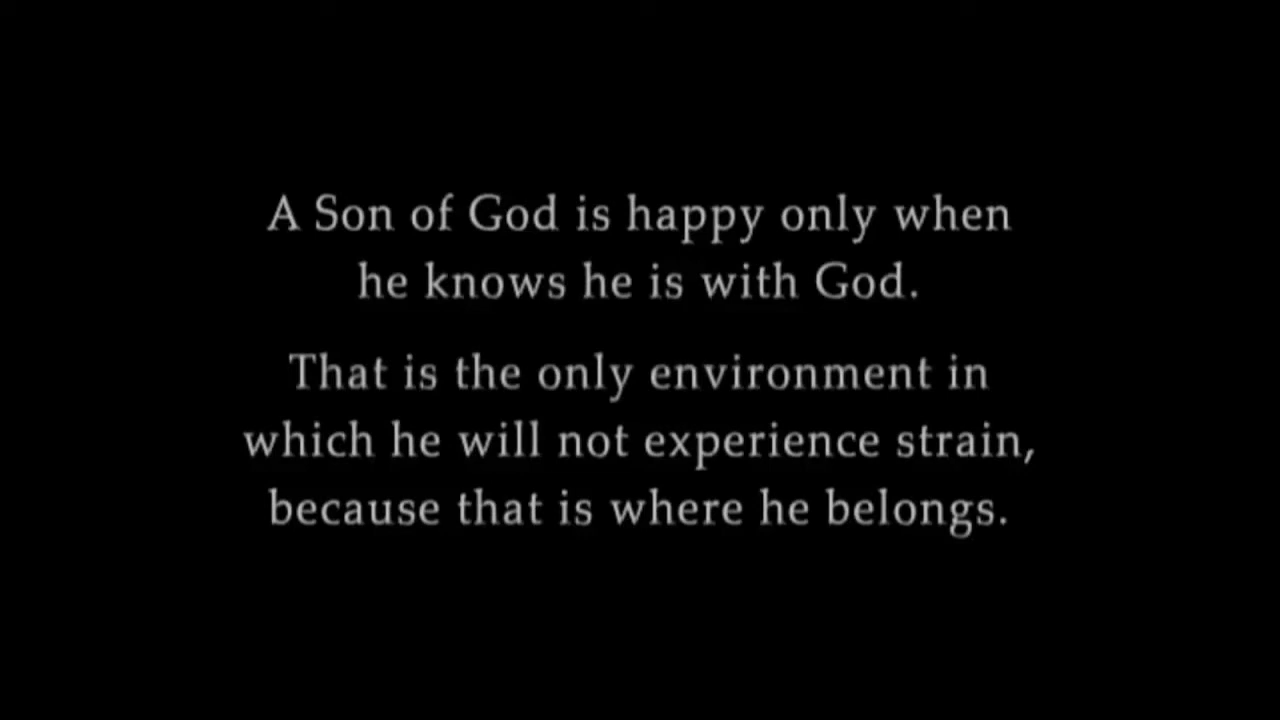 A Son of God is happy only when
he knows he is with God.
That is the only environment in
which he will not experience strain,
because that is where he belongs.